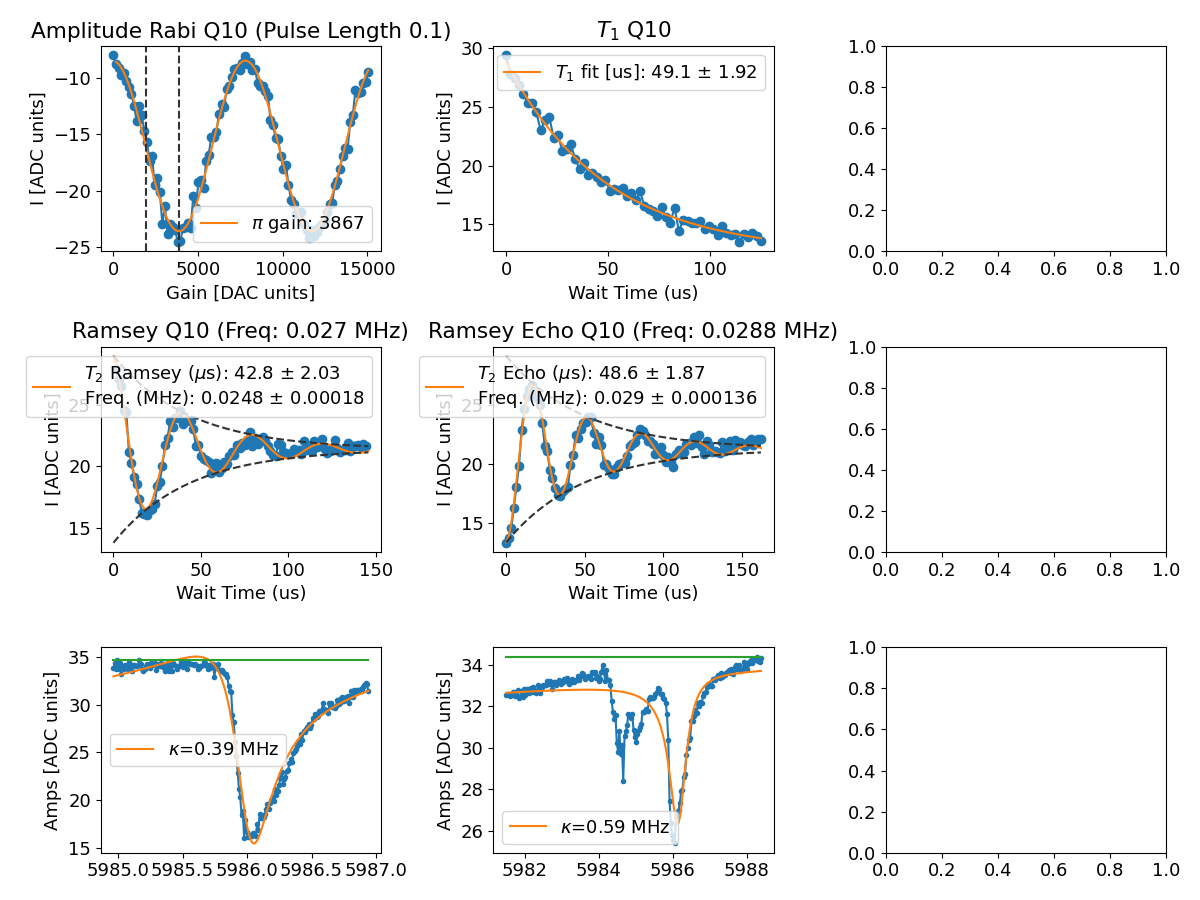 Amplitude Rabi Q10 (Pulse Length 0.1)
I [ADC units]
−10
−15
−20
−25
π gain: 3867
0 5000 10000 15000
Gain [DAC units]
T1 Q10
I [ADC units]
30
25
20
15
T1 fit [us]: 49.1 ± 1.92
0 50 100
Wait Time (us)
1.0
0.8
0.6
0.4
0.2
0.0
0.0 0.2 0.4 0.6 0.8 1.0
Ramsey Q10 (Freq: 0.027 MHz)
I [ADC units]
T2 Ramsey (μs): 42.8 ± 2.03
Freq. (MHz): 0.0248 ± 0.00018
25
20
15
0 50 100 150
Wait Time (us)
Ramsey Echo Q10 (Freq: 0.0288 MHz)
I [ADC units]
T2 Echo (μs): 48.6 ± 1.87
Freq. (MHz): 0.029 ± 0.000136
25
20
15
0 50 100 150
Wait Time (us)
1.0
0.8
0.6
0.4
0.2
0.0
0.0 0.2 0.4 0.6 0.8 1.0
Amps [ADC units]
35
30
25
20
15
κ=0.39 MHz
5985.0 5985.5 5986.0 5986.5 5987.0
Amps [ADC units]
34
32
30
28
26
κ=0.59 MHz
5982 5984 5986 5988
1.0
0.8
0.6
0.4
0.2
0.0
0.0 0.2 0.4 0.6 0.8 1.0